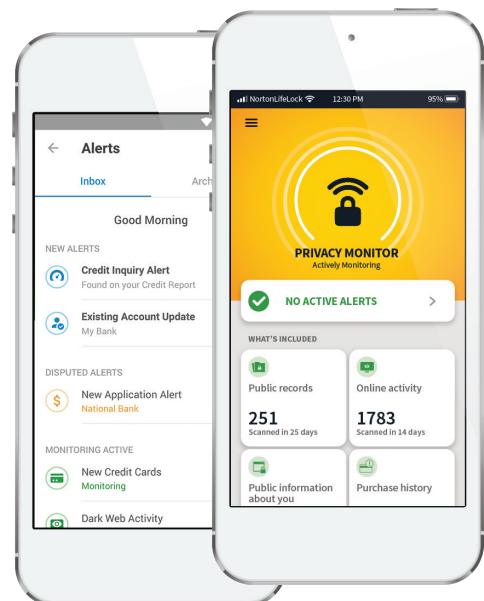 Alerts
Inbox
Arch
Good Morning
NEW ALERTS
Credit Inquiry Alert
Found on your Credit Report
Existing Account Update
My Bank
DISPUTED ALERTS
New Application Alert
National Bank
MONITORING ACTIVE
New Credit Cards
Monitoring
Dark Web Activity
NortonLifeLock
12:30 PM
95%
PRIVACY MONITOR
Actively Monitoring
NO ACTIVE ALERTS
WHAT'S INCLUDED
Public records
251
Scanned in 25 days
Online activity
1783
Scanned in 14 days
Public information
about you
Purchase history